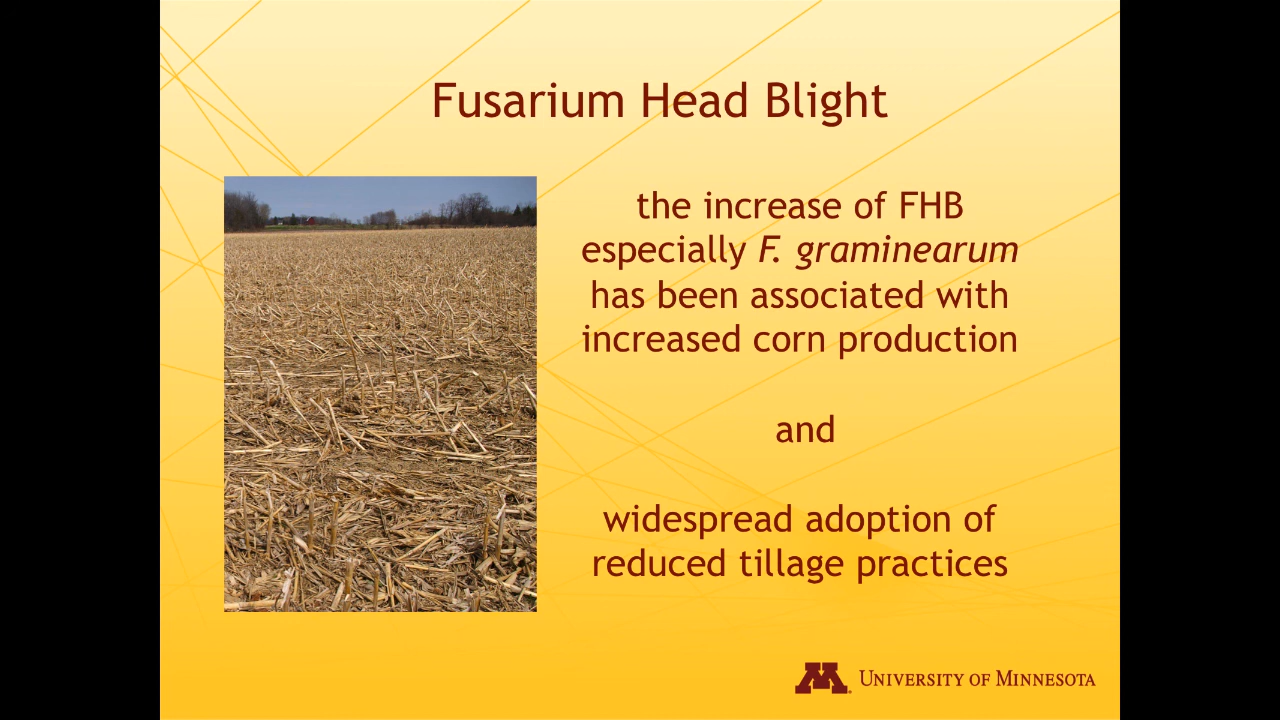 Fusarium Head Blight
the increase of FHB
especially F. graminearum
has been associated with
increased corn production
and
widespread adoption of
reduced tillage practices
M
UNIVERSITY OF MINNESOTA